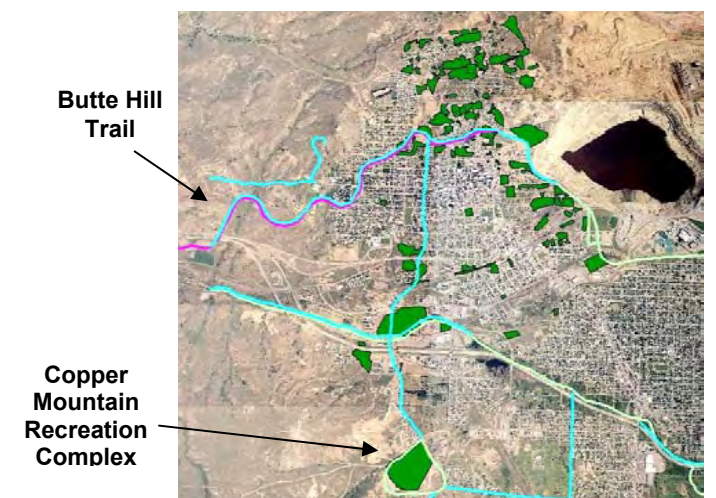 Butte Hill
Trail
Copper
Mountain
Recreation
Complex